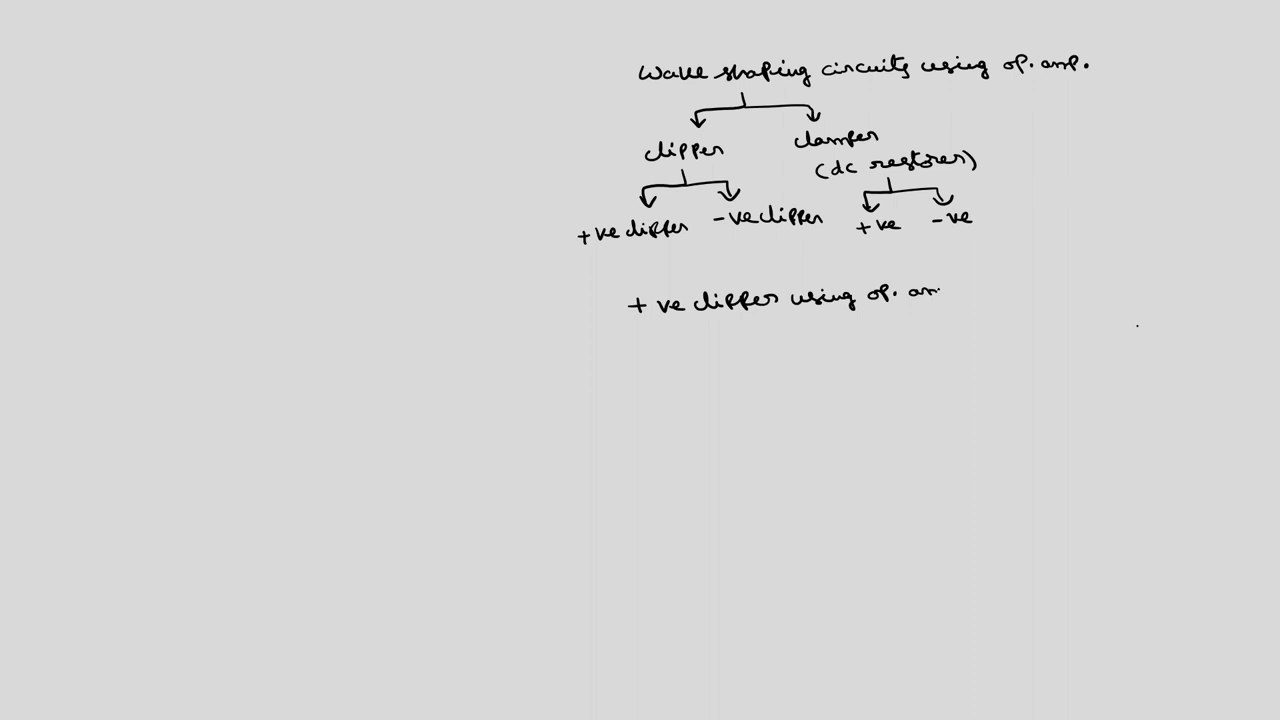 Wave shaping circuits using op. amp.
clipper clamper
(dc restorer)
+ve clipper -ve clipper +ve -ve
+ ve clipper using op. am